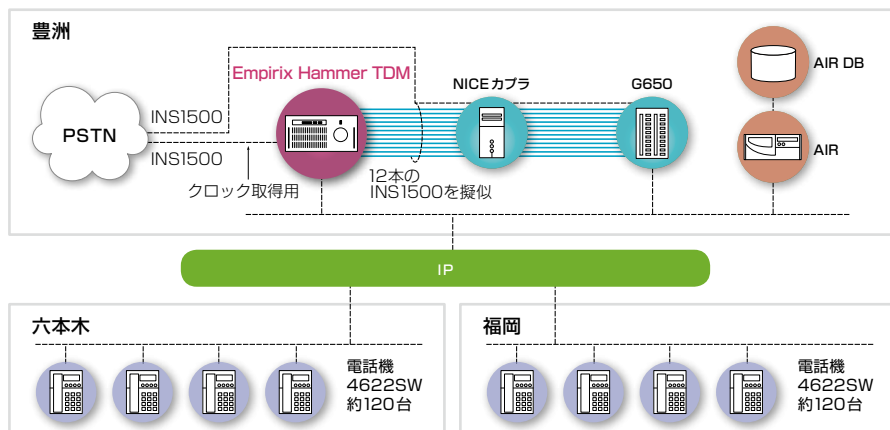 豊洲
Empirix Hammer TDM
NICEカプラ
G650
AIR DB
INS1500
PSTN
INS1500
AIR
クロック取得用
12本の
INS1500を擬似
IP
六本木
電話機
4622SW
約120台
福岡
電話機
4622SW
約120台